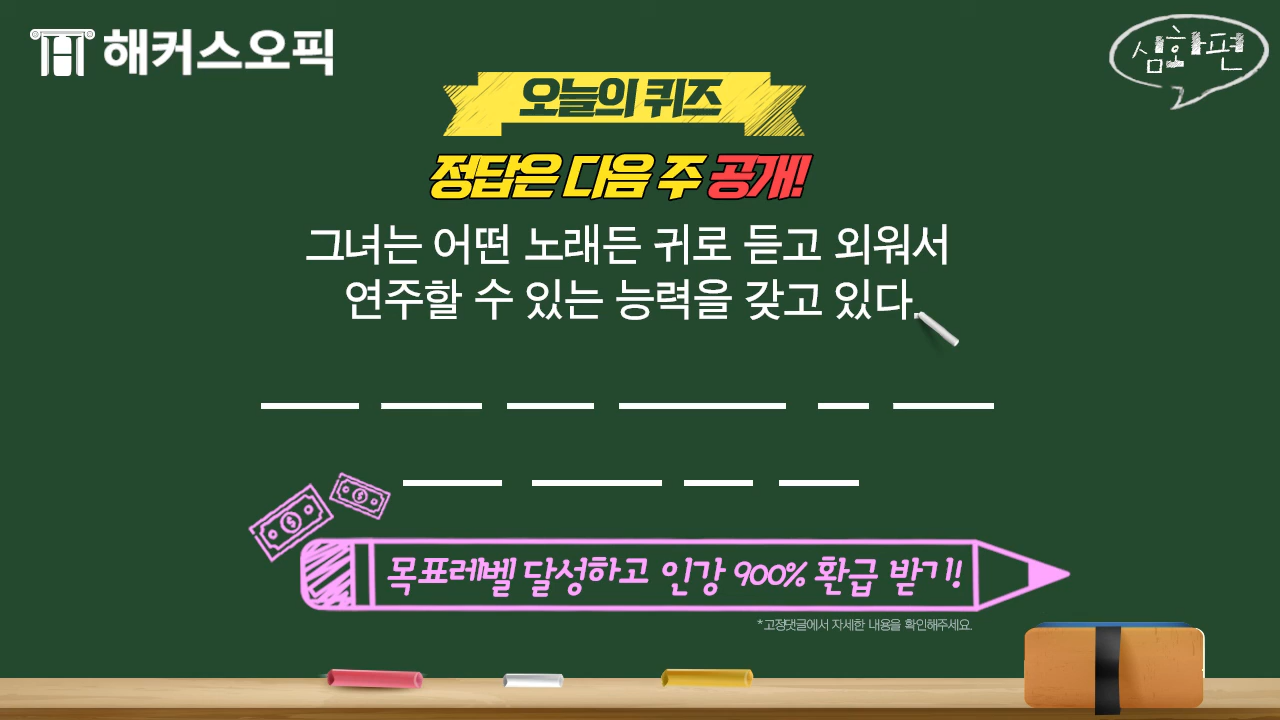 해커스오픽
심화편
오늘의 퀴즈
정답은 다음 주 공개!
그녀는 어떤 노래든 귀로 듣고 외워서
연주할 수 있는 능력을 갖고 있다.
목표레벨 달성하고 인강 900% 환급 받기!
*고정댓글에서 자세한 내용을 확인해주세요.